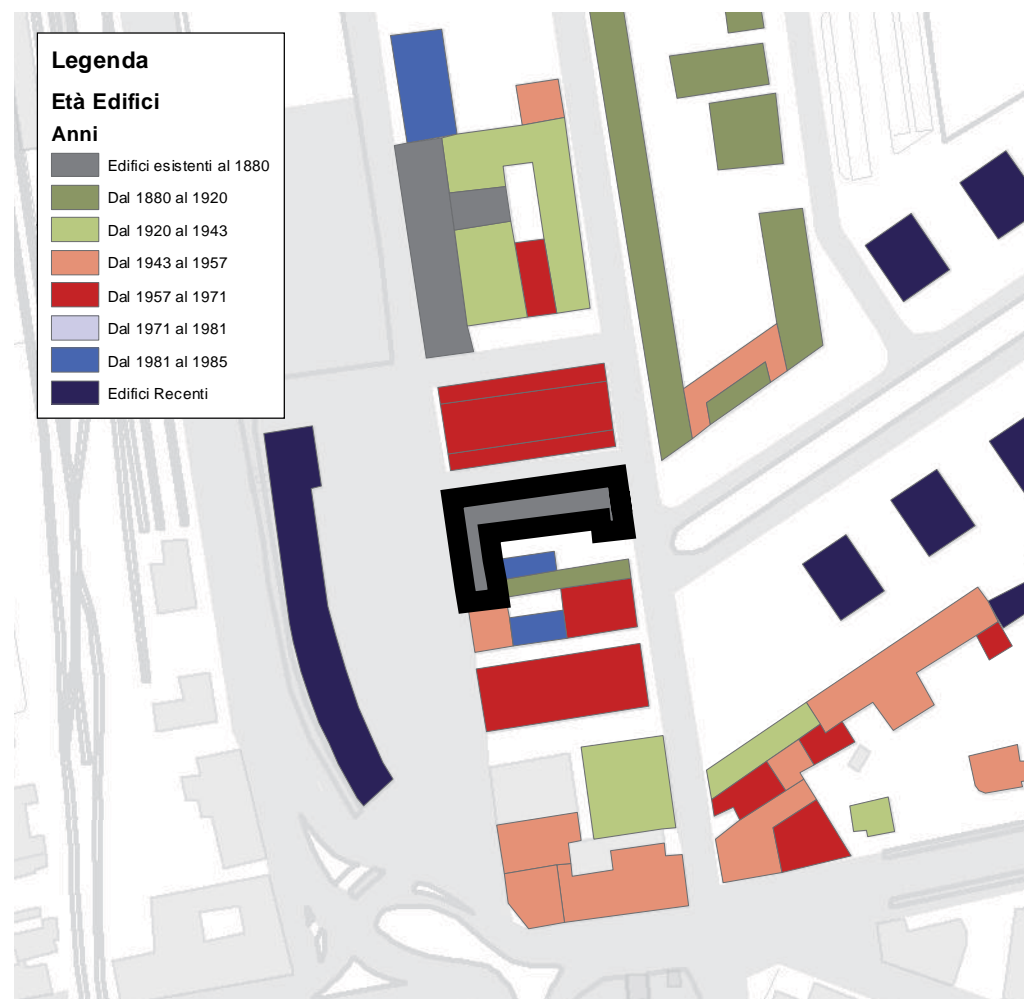 Legenda
Età Edifici
Anni
Edifici esistenti al 1880
Dal 1880 al 1920
Dal 1920 al 1943
Dal 1943 al 1957
Dal 1957 al 1971
Dal 1971 al 1981
Dal 1981 al 1985
Edifici Recenti